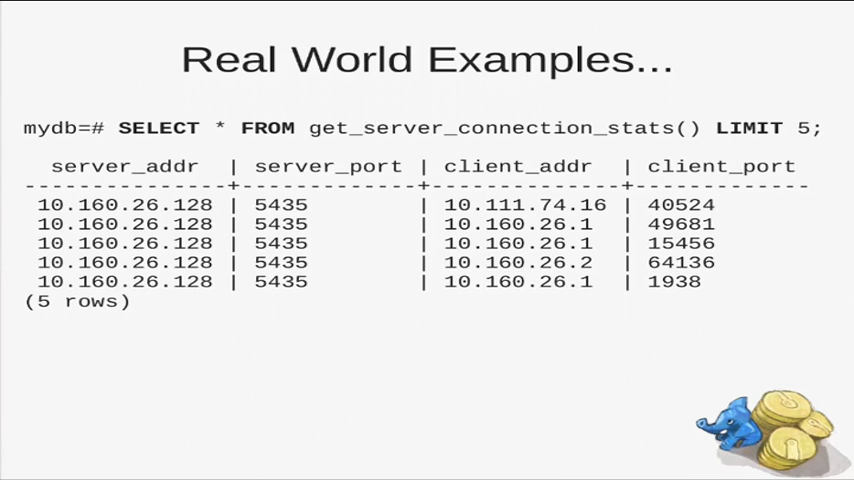 Real World Examples...
mydb=# SELECT * FROM get_server_connection_stats() LIMIT 5;
  server_addr  | server_port | client_addr  | client_port
---------------+-------------+--------------+-------------
 10.160.26.128 | 5435        | 10.111.74.16 | 40524
 10.160.26.128 | 5435        | 10.160.26.1  | 49681
 10.160.26.128 | 5435        | 10.160.26.1  | 15456
 10.160.26.128 | 5435        | 10.160.26.2  | 64136
 10.160.26.128 | 5435        | 10.160.26.1  | 1938
(5 rows)